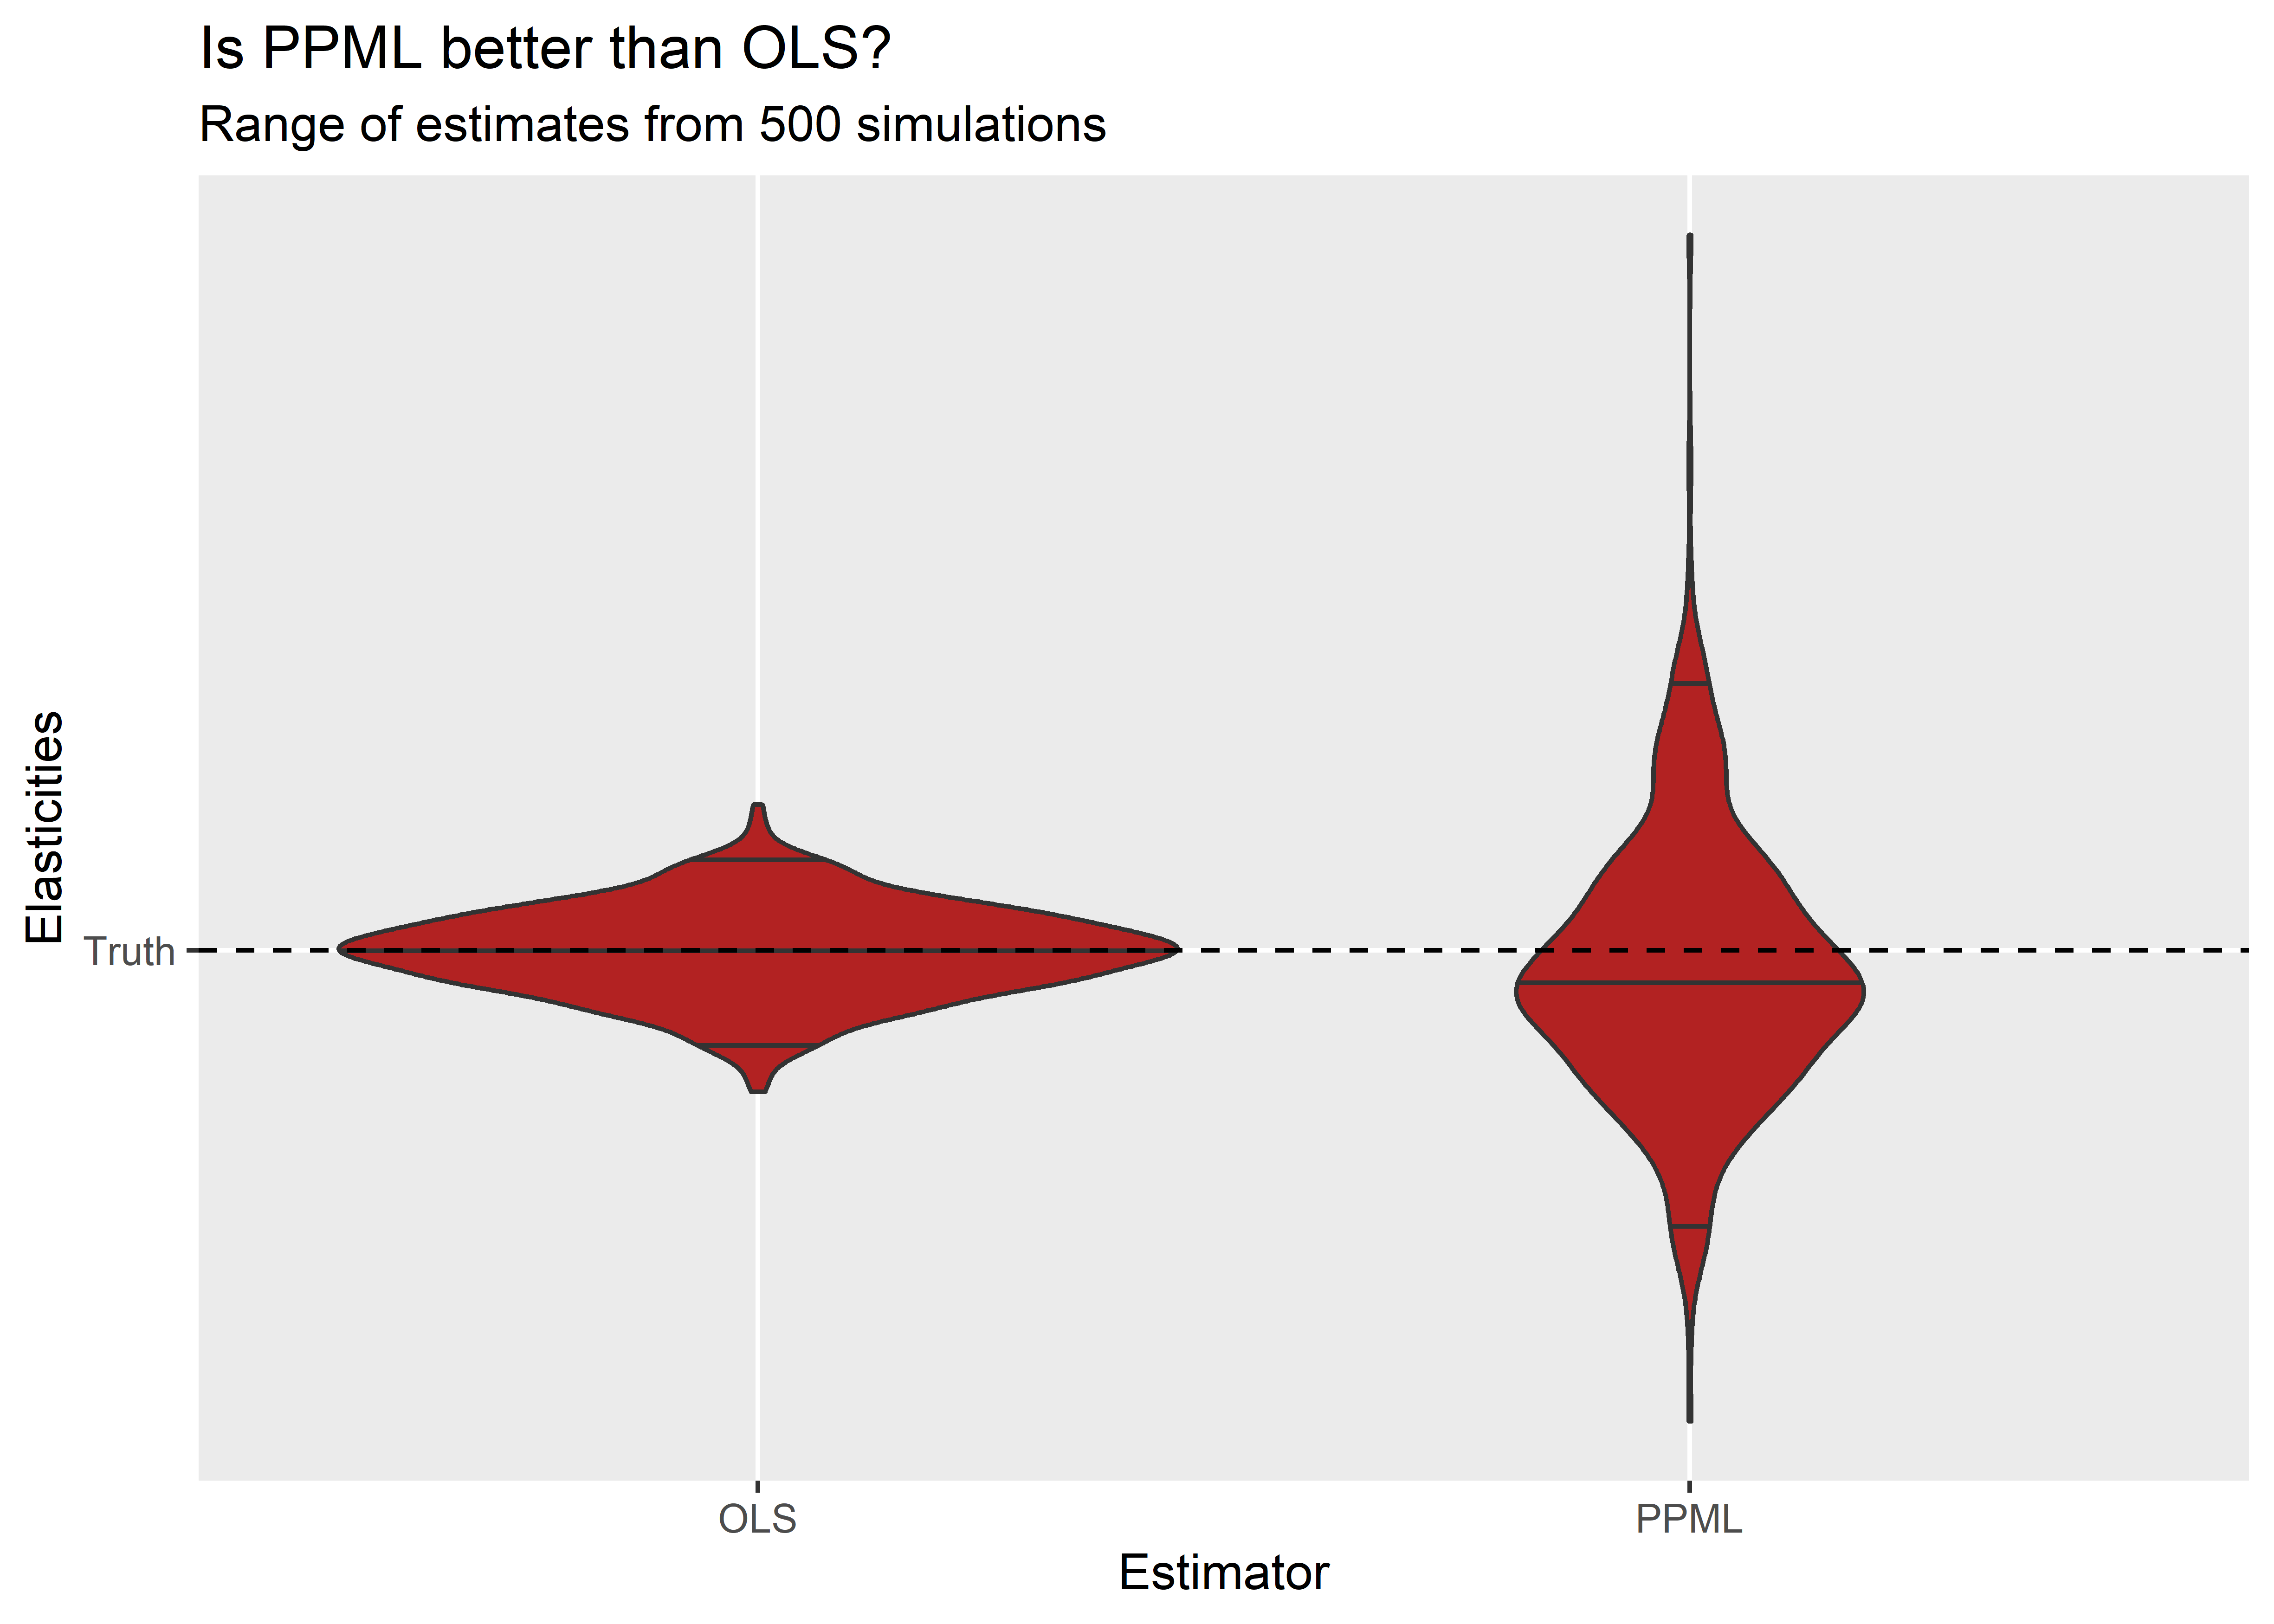 Is PPML better than OLS?
Range of estimates from 500 simulations
Elasticities
Truth
OLS
PPML
Estimator